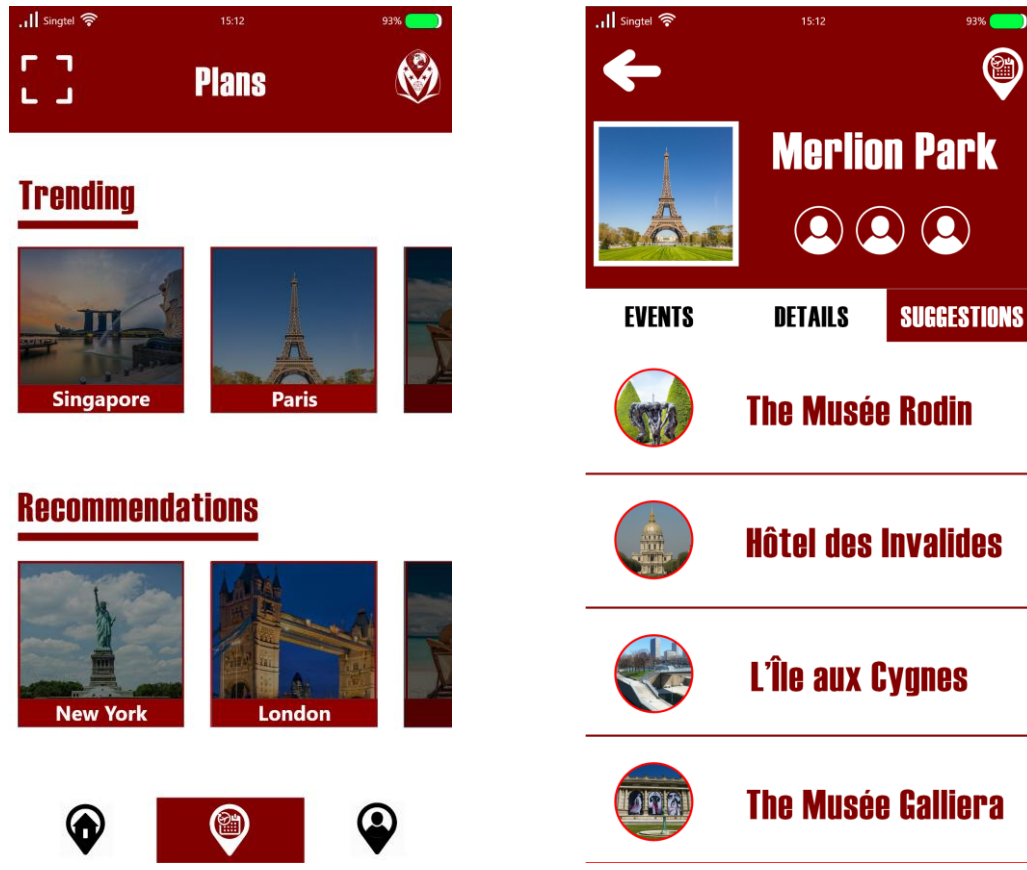 Singtel 15:12 93%
Plans
Trending
Singapore Paris
Recommendations
New York London
Singtel 15:12 93%
Merlion Park
EVENTS DETAILS SUGGESTIONS
The Musée Rodin
Hôtel des Invalides
L'Île aux Cygnes
The Musée Galliera